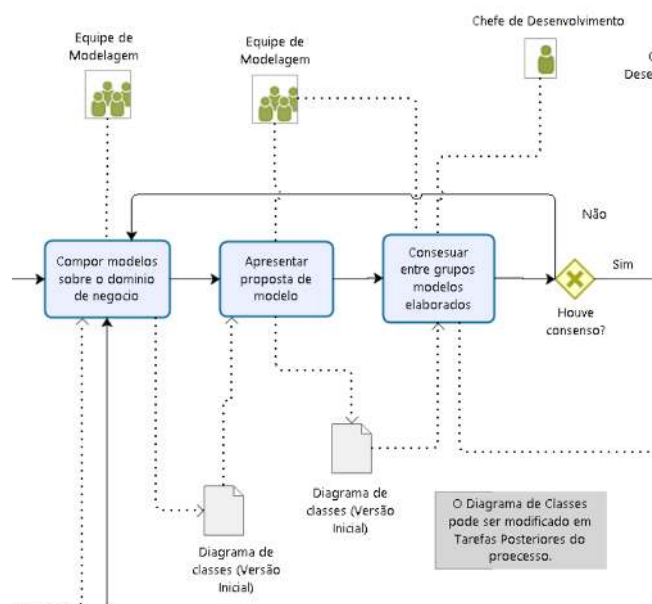 Equipe de
Modelagem
Equipe de
Modelagem
Chefe de Desenvolvimento
Não
Compor modelos
sobre o dominio
de negocio
Apresentar
proposta de
modelo
Consesuar
entre grupos
modelos
elaborados
Sim
Houve
consenso?
Diagrama de
classes (Versão
Inicial)
Diagrama de
classes (Versão
Inicial)
O Diagrama de Classes
pode ser modificado em
Tarefas Posteriores do
proecesso.